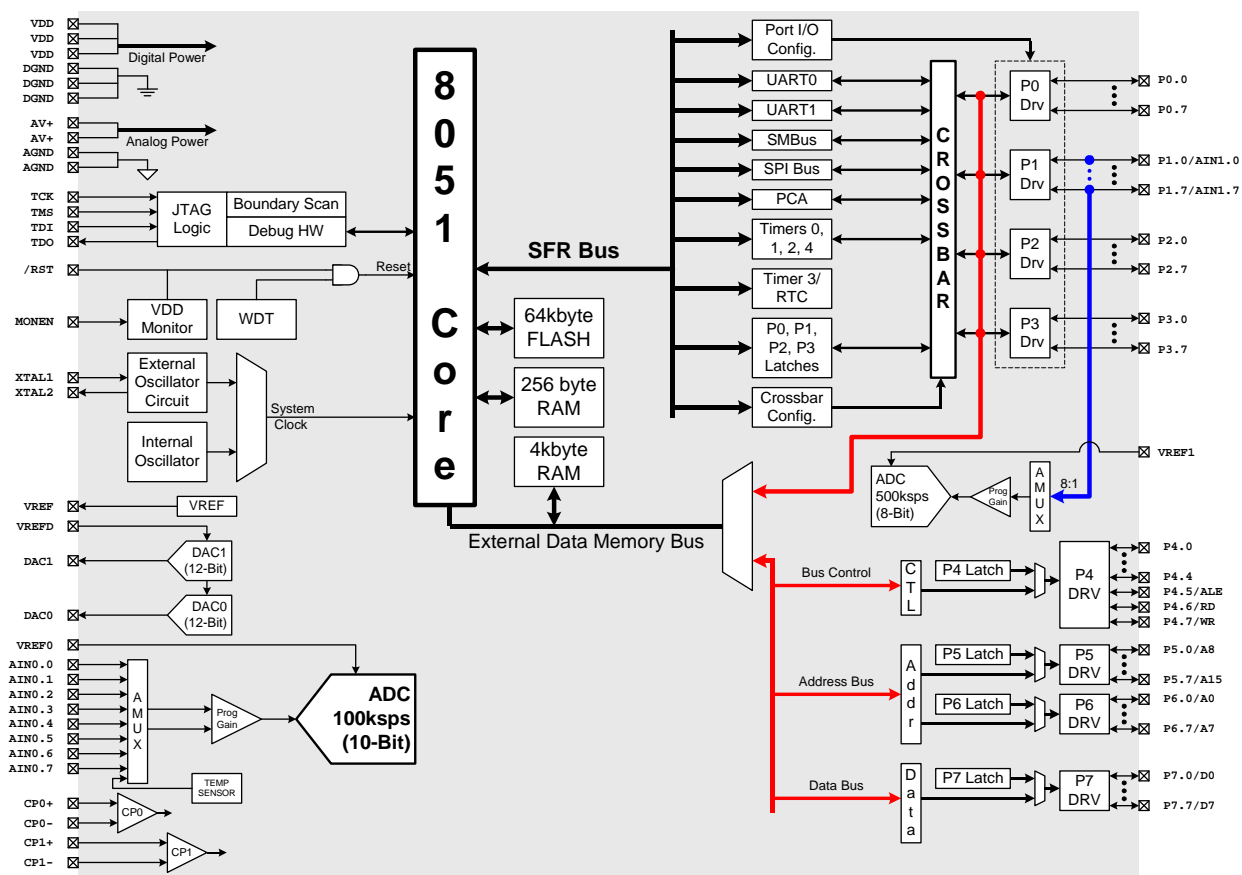 VDD
VDD
VDD
Digital Power
DGND
DGND
DGND
AV+
AV+
Analog Power
AGND
AGND
TCK
TMS
TDI
TDO
JTAG
Logic
Boundary Scan
Debug HW
/RST
Reset
VDD
Monitor
WDT
MONEN
XTAL1
XTAL2
External
Oscillator
Circuit
Internal
Oscillator
System
Clock
VREF
VREF
VREFD
DAC1
DAC1
(12-Bit)
DAC0
DAC0
(12-Bit)
VREF0
AIN0.0
AIN0.1
AIN0.2
AIN0.3
AIN0.4
AIN0.5
AIN0.6
AIN0.7
AMUX
Prog
Gain
ADC
100ksps
(10-Bit)
TEMP
SENSOR
CP0+
CP0-
CP0
CP1+
CP1-
CP1
8051 Core
SFR Bus
64kbyte
FLASH
256 byte
RAM
4kbyte
RAM
External Data Memory Bus
Port I/O
Config.
UART0
UART1
SMBus
SPI Bus
PCA
Timers 0,
1, 2, 4
Timer 3/
RTC
P0, P1,
P2, P3
Latches
Crossbar
Config.
CROSSBAR
P0
Drv
P1
Drv
P2
Drv
P3
Drv
P0.0
P0.7
P1.0/AIN1.0
P1.7/AIN1.7
P2.0
P2.7
P3.0
P3.7
VREF1
ADC
500ksps
(8-Bit)
Prog
Gain
AMUX
8:1
Bus Control
CTL
P4 Latch
P4
DRV
P4.0
P4.4
P4.5/ALE
P4.6/RD
P4.7/WR
Address Bus
Addr
P5 Latch
P5
DRV
P5.0/A8
P5.7/A15
P6 Latch
P6
DRV
P6.0/A0
P6.7/A7
Data Bus
Data
P7 Latch
P7
DRV
P7.0/D0
P7.7/D7